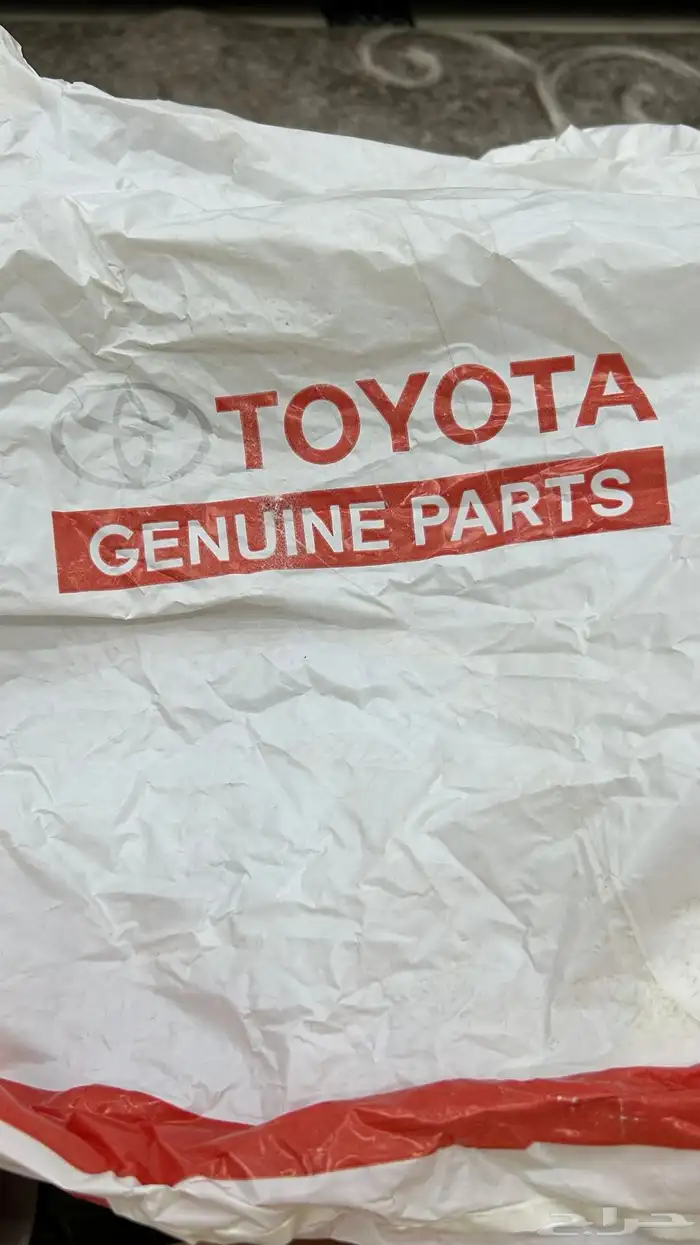 TOYOTA
GENUINE PARTS
حراج